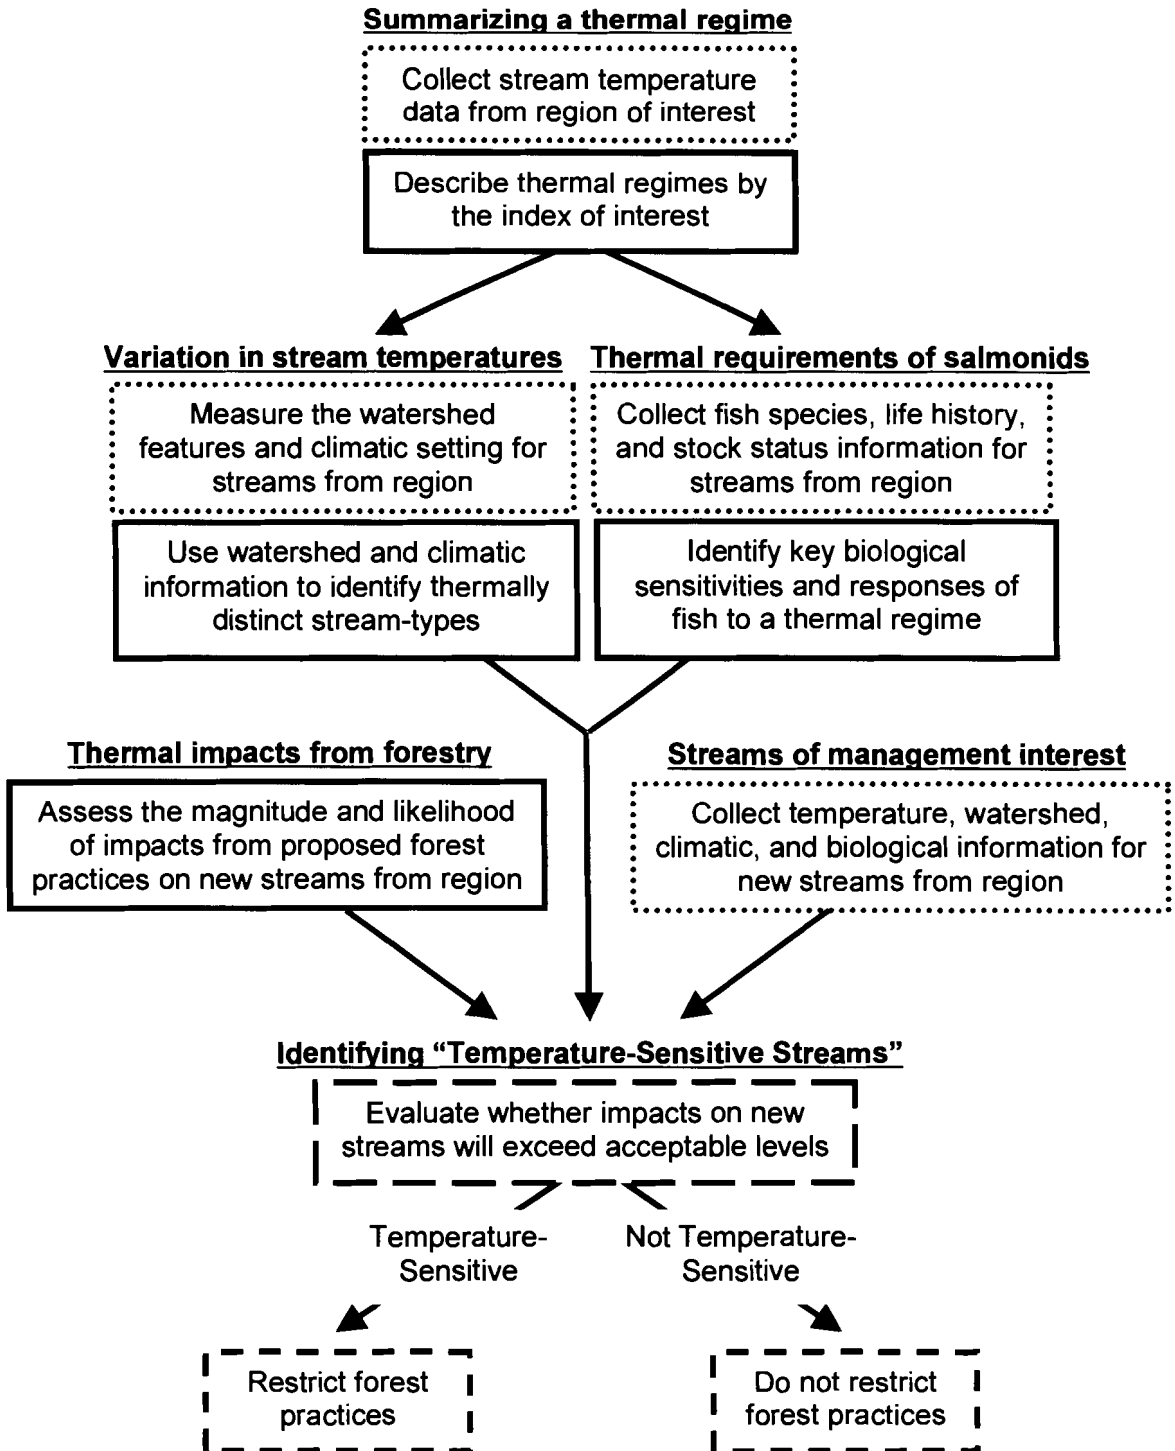 Summarizing a thermal regime
Collect stream temperature
data from region of interest
Describe thermal regimes by
the index of interest
Variation in stream temperatures
Measure the watershed
features and climatic setting for
streams from region
Use watershed and climatic
information to identify thermally
distinct stream-types
Thermal requirements of salmonids
Collect fish species, life history,
and stock status information for
streams from region
Identify key biological
sensitivities and responses of
fish to a thermal regime
Thermal impacts from forestry
Assess the magnitude and likelihood
of impacts from proposed forest
practices on new streams from region
Streams of management interest
Collect temperature, watershed,
climatic, and biological information for
new streams from region
Identifying “Temperature-Sensitive Streams”
Evaluate whether impacts on new
streams will exceed acceptable levels
Temperature-
Sensitive
Not Temperature-
Sensitive
Restrict forest
practices
Do not restrict
forest practices